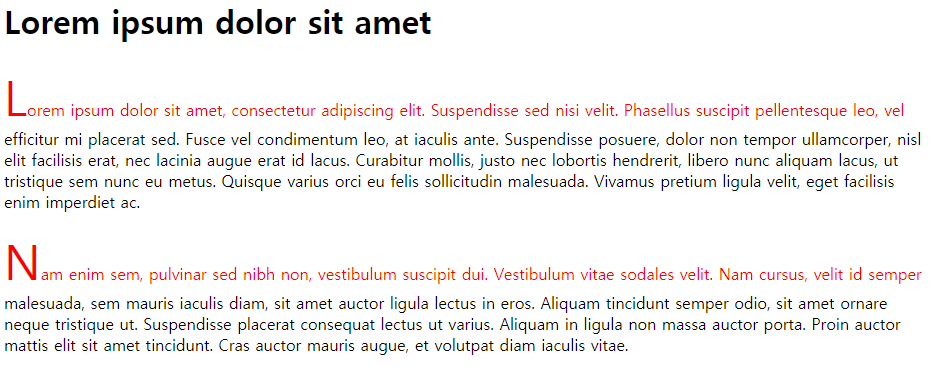 Lorem ipsum dolor sit amet
Lorem ipsum dolor sit amet, consectetur adipiscing elit. Suspendisse sed nisi velit. Phasellus suscipit pellentesque leo, vel
efficitur mi placerat sed. Fusce vel condimentum leo, at iaculis ante. Suspendisse posuere, dolor non tempor ullamcorper, nisl
elit facilisis erat, nec lacinia augue erat id lacus. Curabitur mollis, justo nec lobortis hendrerit, libero nunc aliquam lacus, ut
tristique sem nunc eu metus. Quisque varius orci eu felis sollicitudin malesuada. Vivamus pretium ligula velit, eget facilisis
enim imperdiet ac.
Nam enim sem, pulvinar sed nibh non, vestibulum suscipit dui. Vestibulum vitae sodales velit. Nam cursus, velit id semper
malesuada, sem mauris iaculis diam, sit amet auctor ligula lectus in eros. Aliquam tincidunt semper odio, sit amet ornare
neque tristique ut. Suspendisse placerat consequat lectus ut varius. Aliquam in ligula non massa auctor porta. Proin auctor
mattis elit sit amet tincidunt. Cras auctor mauris augue, et volutpat diam iaculis vitae.